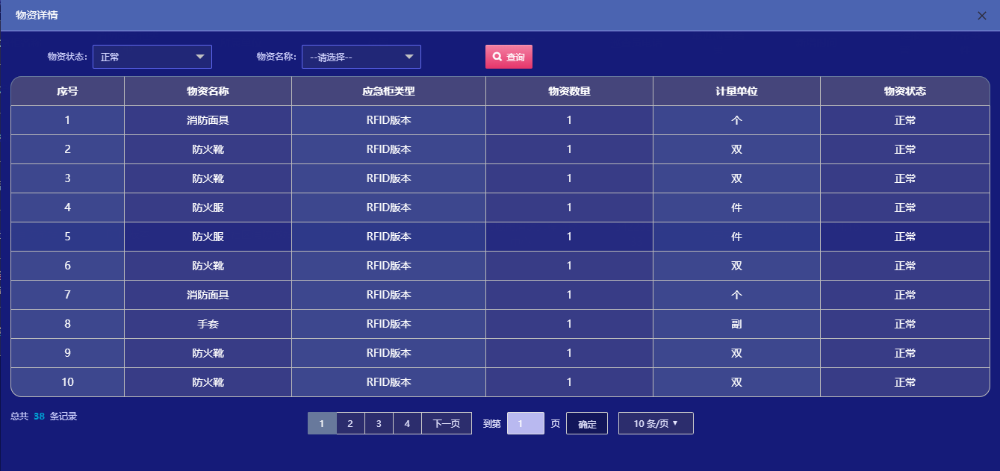 物资详情
物资状态: 正常 物资名称: --请选择-- 查询
序号 物资名称 应急柜类型 物资数量 计量单位 物资状态
1 消防面具 RFID版本 1 个 正常
2 防火靴 RFID版本 1 双 正常
3 防火靴 RFID版本 1 双 正常
4 防火服 RFID版本 1 件 正常
5 防火服 RFID版本 1 件 正常
6 防火靴 RFID版本 1 双 正常
7 消防面具 RFID版本 1 个 正常
8 手套 RFID版本 1 副 正常
9 防火靴 RFID版本 1 双 正常
10 防火靴 RFID版本 1 双 正常
总共 38 条记录
1 2 3 4 下一页 到第 1 页 确定 10 条/页